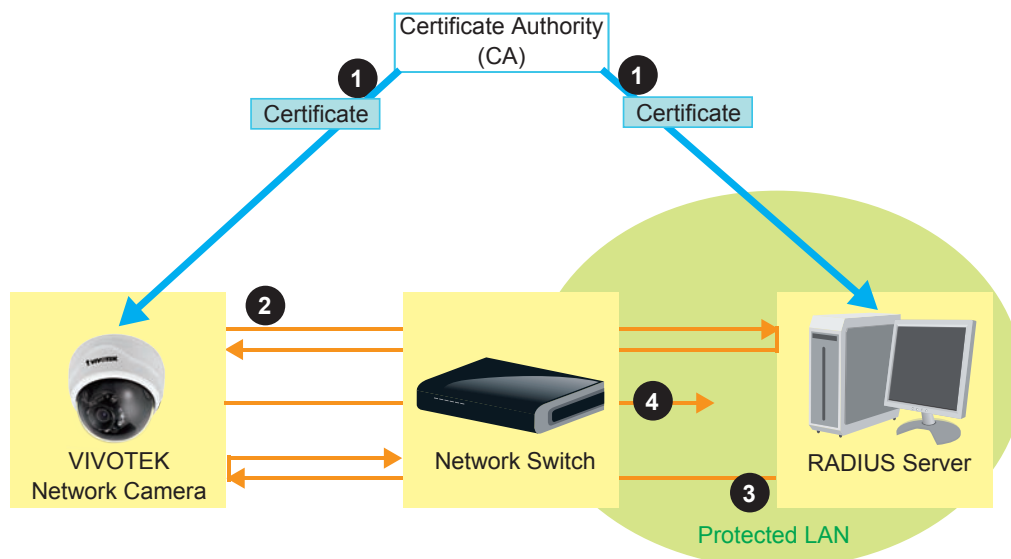 Certificate Authority
(CA)
1
1
Certificate
Certificate
2
VIVOTEK
4
VIVOTEK
Network Camera
Network Switch
RADIUS Server
3
Protected LAN